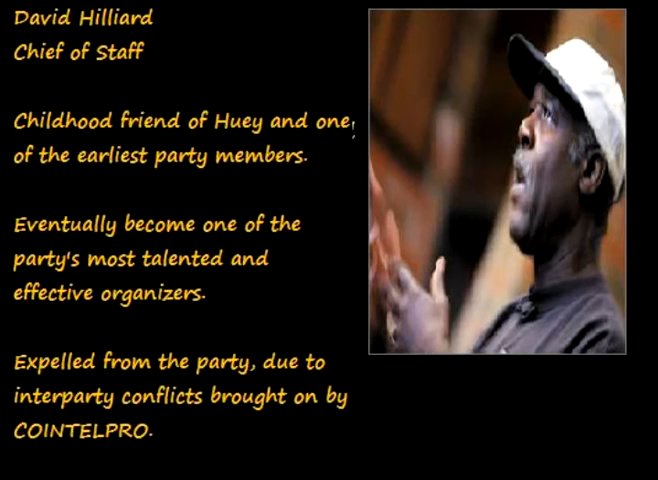 David Hilliard
Chief of Staff
Childhood friend of Huey and one,
of the earliest party members.
Eventually become one of the
party's most talented and
effective organizers.
Expelled from the party, due to
interparty conflicts brought on by
COINTELPRO.